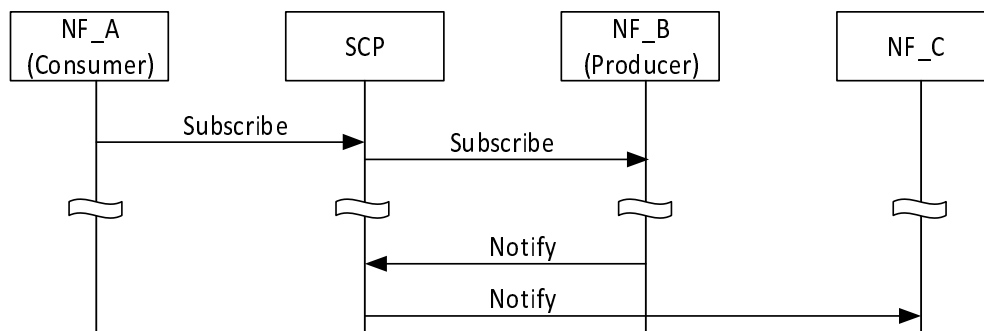 NF_A
(Consumer)
SCP
NF_B
(Producer)
NF_C
Subscribe
Subscribe
Notify
Notify